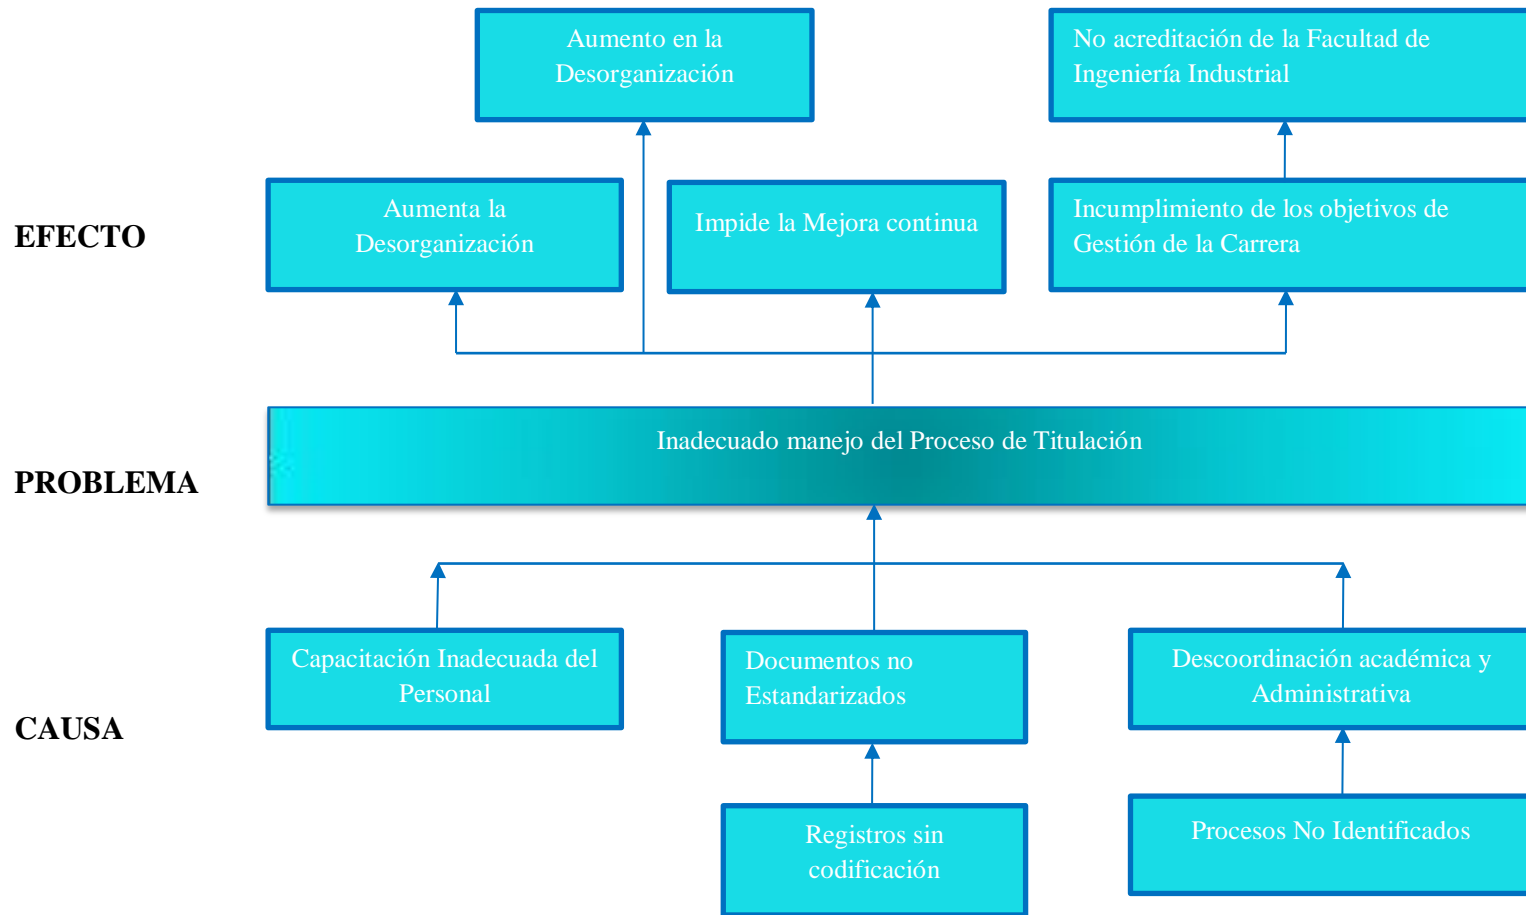 Aumento en la
Desorganización
No acreditación de la Facultad de
Ingeniería Industrial
EFECTO
Aumenta la
Desorganización
Impide la Mejora continua
Incumplimiento de los objetivos de
Gestión de la Carrera
PROBLEMA
Inadecuado manejo del Proceso de Titulación
CAUSA
Capacitación Inadecuada del
Personal
Documentos no
Estandarizados
Descoordinación académica y
Administrativa
Registros sin
codificación
Procesos No Identificados